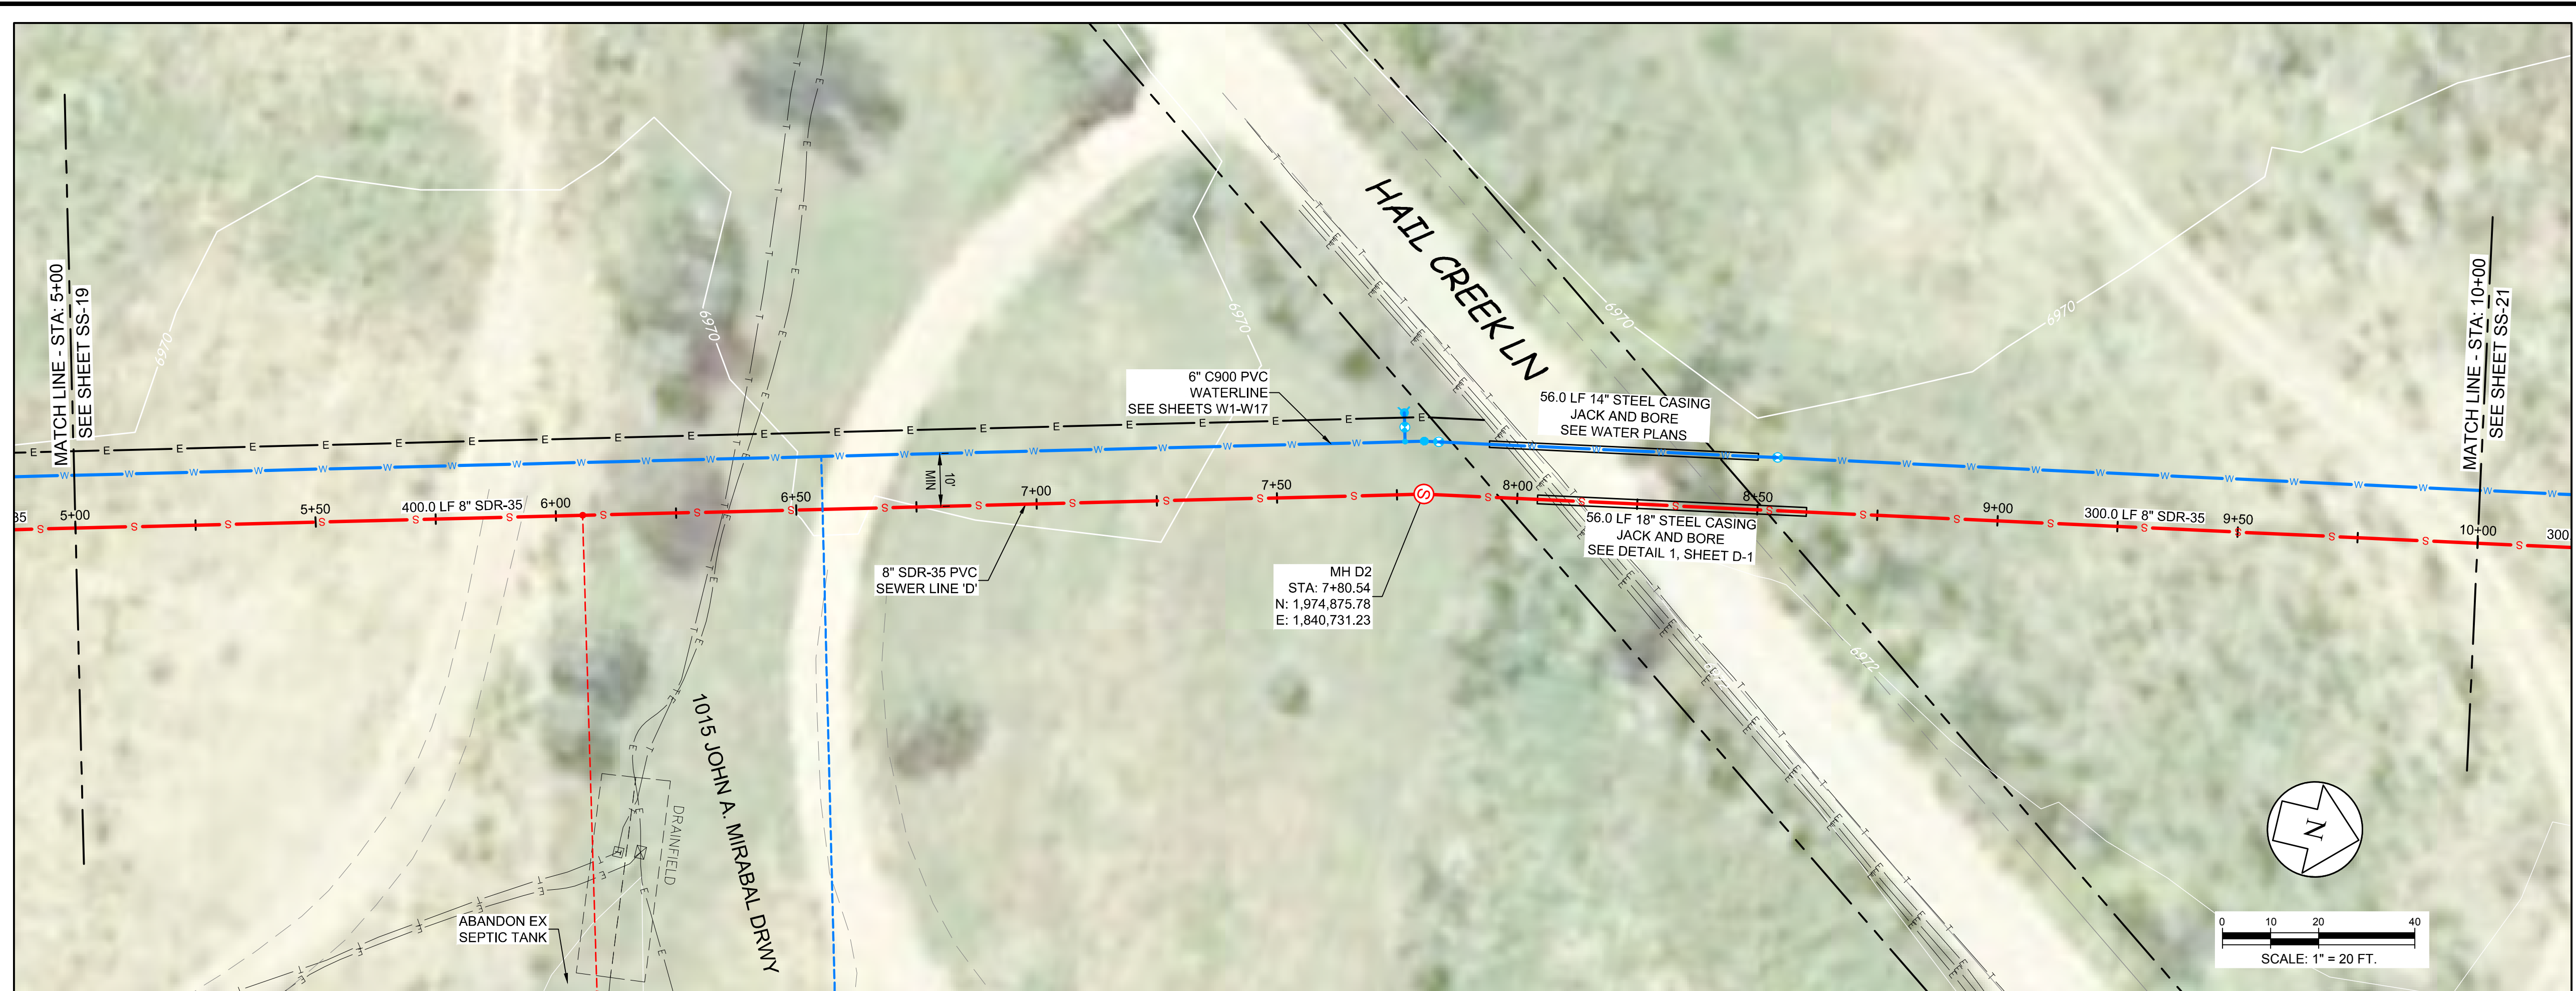 MATCH LINE - STA: 5+00
SEE SHEET SS-19
6970
6970
6970
6970
6970
HAIL CREEK LN
6" C900 PVC
WATERLINE
SEE SHEETS W1-W17
56.0 LF 14" STEEL CASING
JACK AND BORE
SEE WATER PLANS
MATCH LINE - STA: 10+00
SEE SHEET SS-21
10'
MIN
35
5+00
5+50
400.0 LF 8" SDR-35
6+00
6+50
7+00
7+50
8+00
8+50
9+00
300.0 LF 8" SDR-35
9+50
10+00
300
S
56.0 LF 18" STEEL CASING
JACK AND BORE
SEE DETAIL 1, SHEET D-1
8" SDR-35 PVC
SEWER LINE 'D'
MH D2
STA: 7+80.54
N: 1,974,875.78
E: 1,840,731.23
6972
1015 JOHN A. MIRABAL DRWY
DRAINFIELD
ABANDON EX
SEPTIC TANK
N
0 10 20 40
SCALE: 1" = 20 FT.